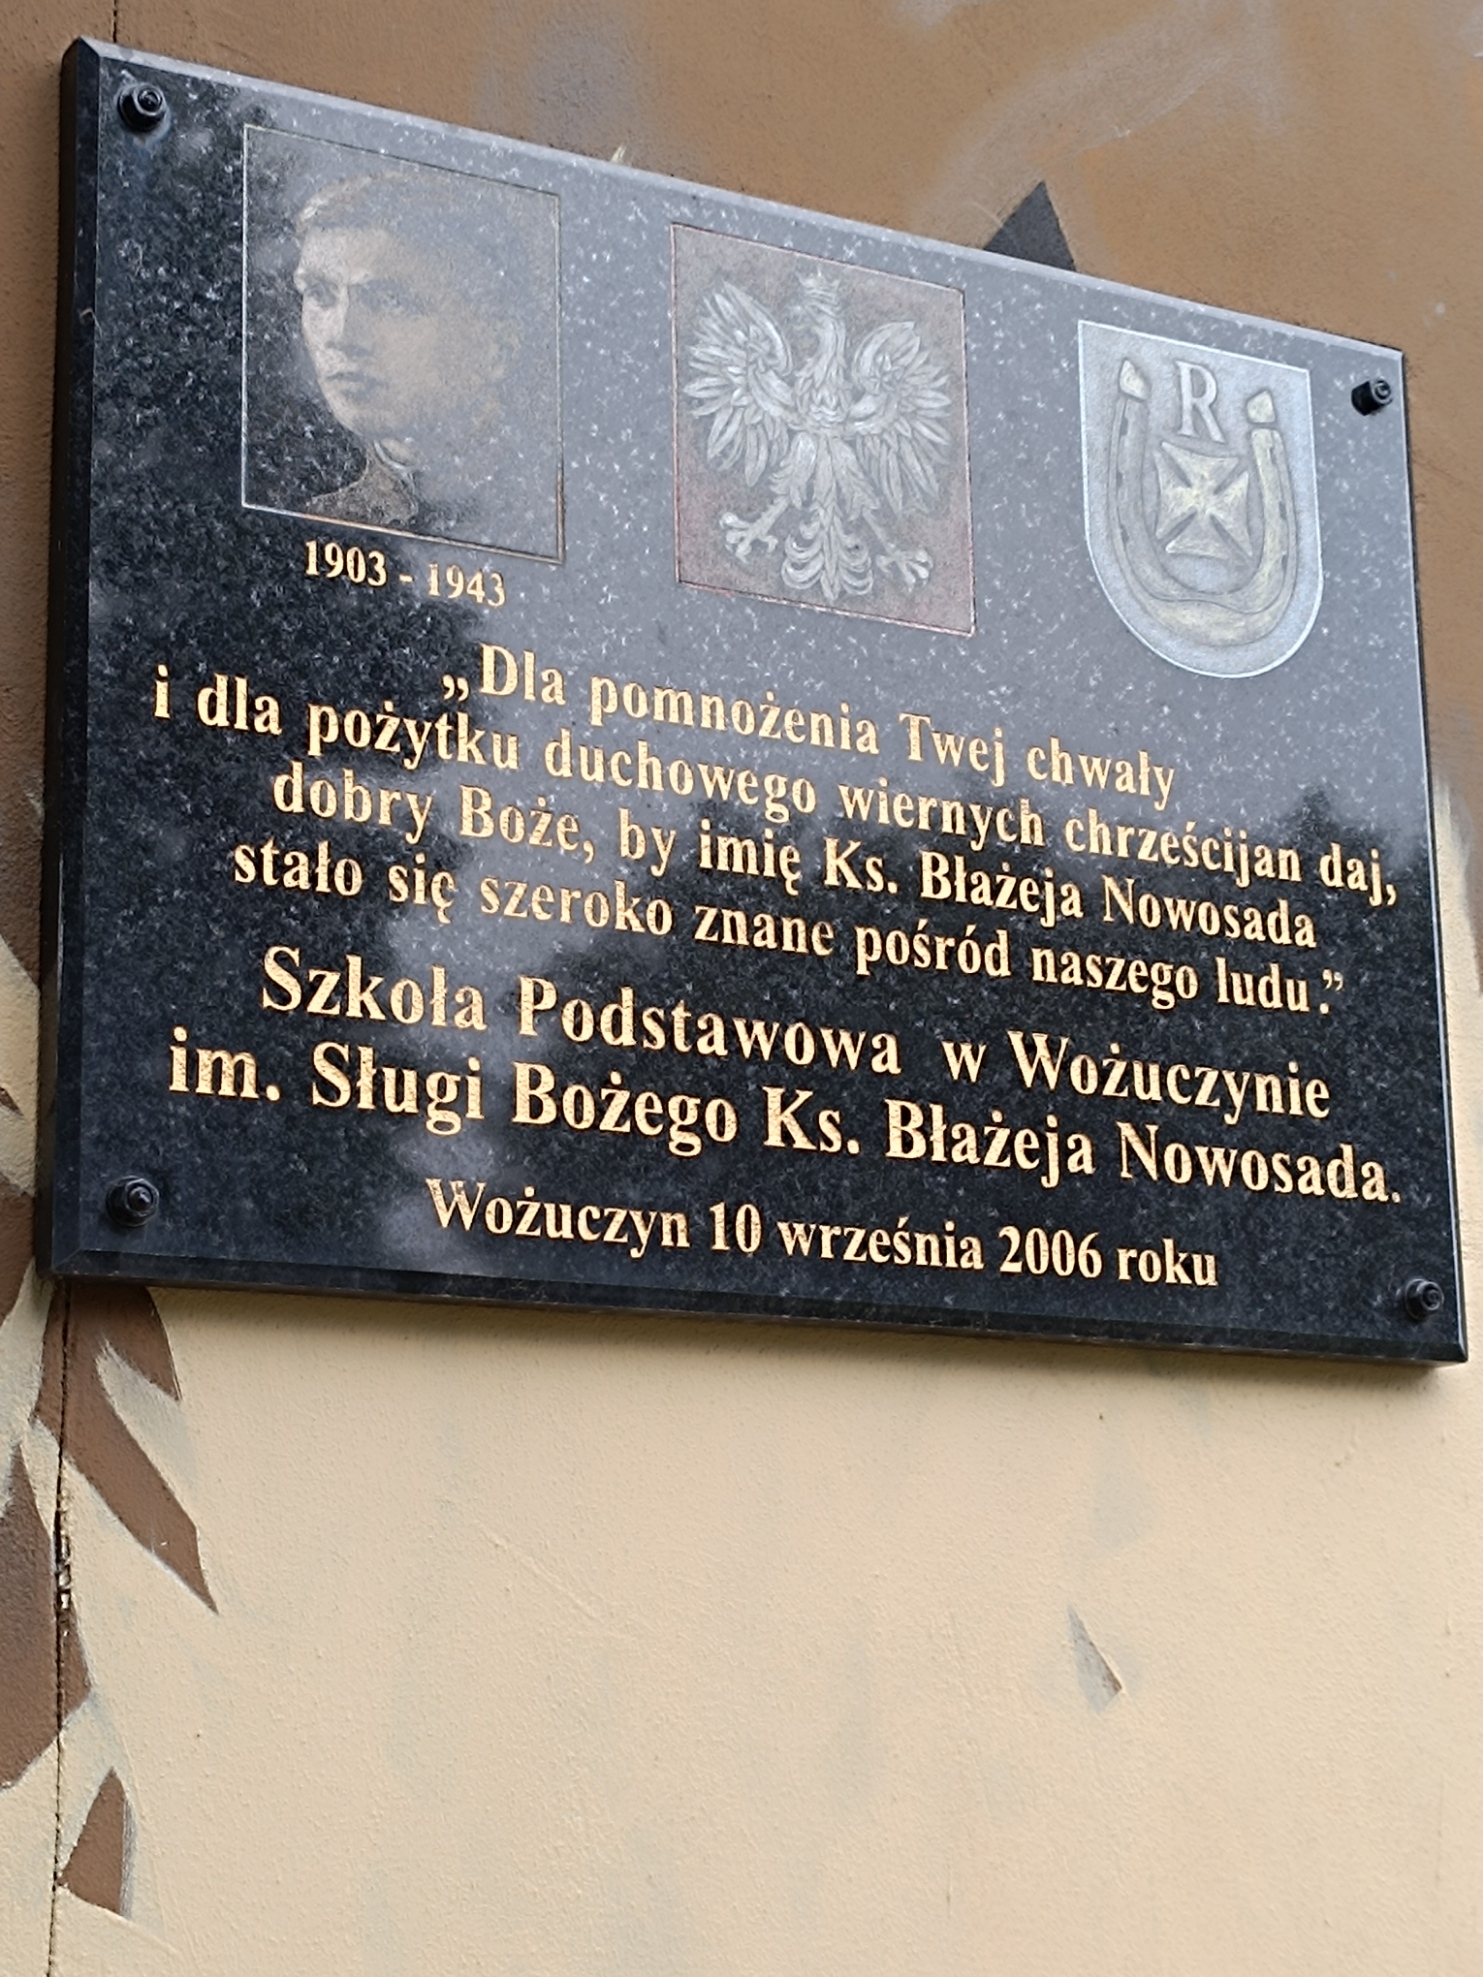 R
1903 - 1943
„Dla pomnożenia Twej chwały
i dla pożytku duchowego wiernych chrześcijan daj,
dobry Boże, by imię Ks. Błażeja Nowosada
stało się szeroko znane pośród naszego ludu.”
Szkoła Podstawowa w Wożuczynie
im. Sługi Bożego Ks. Błażeja Nowosada.
Wożuczyn 10 września 2006 roku